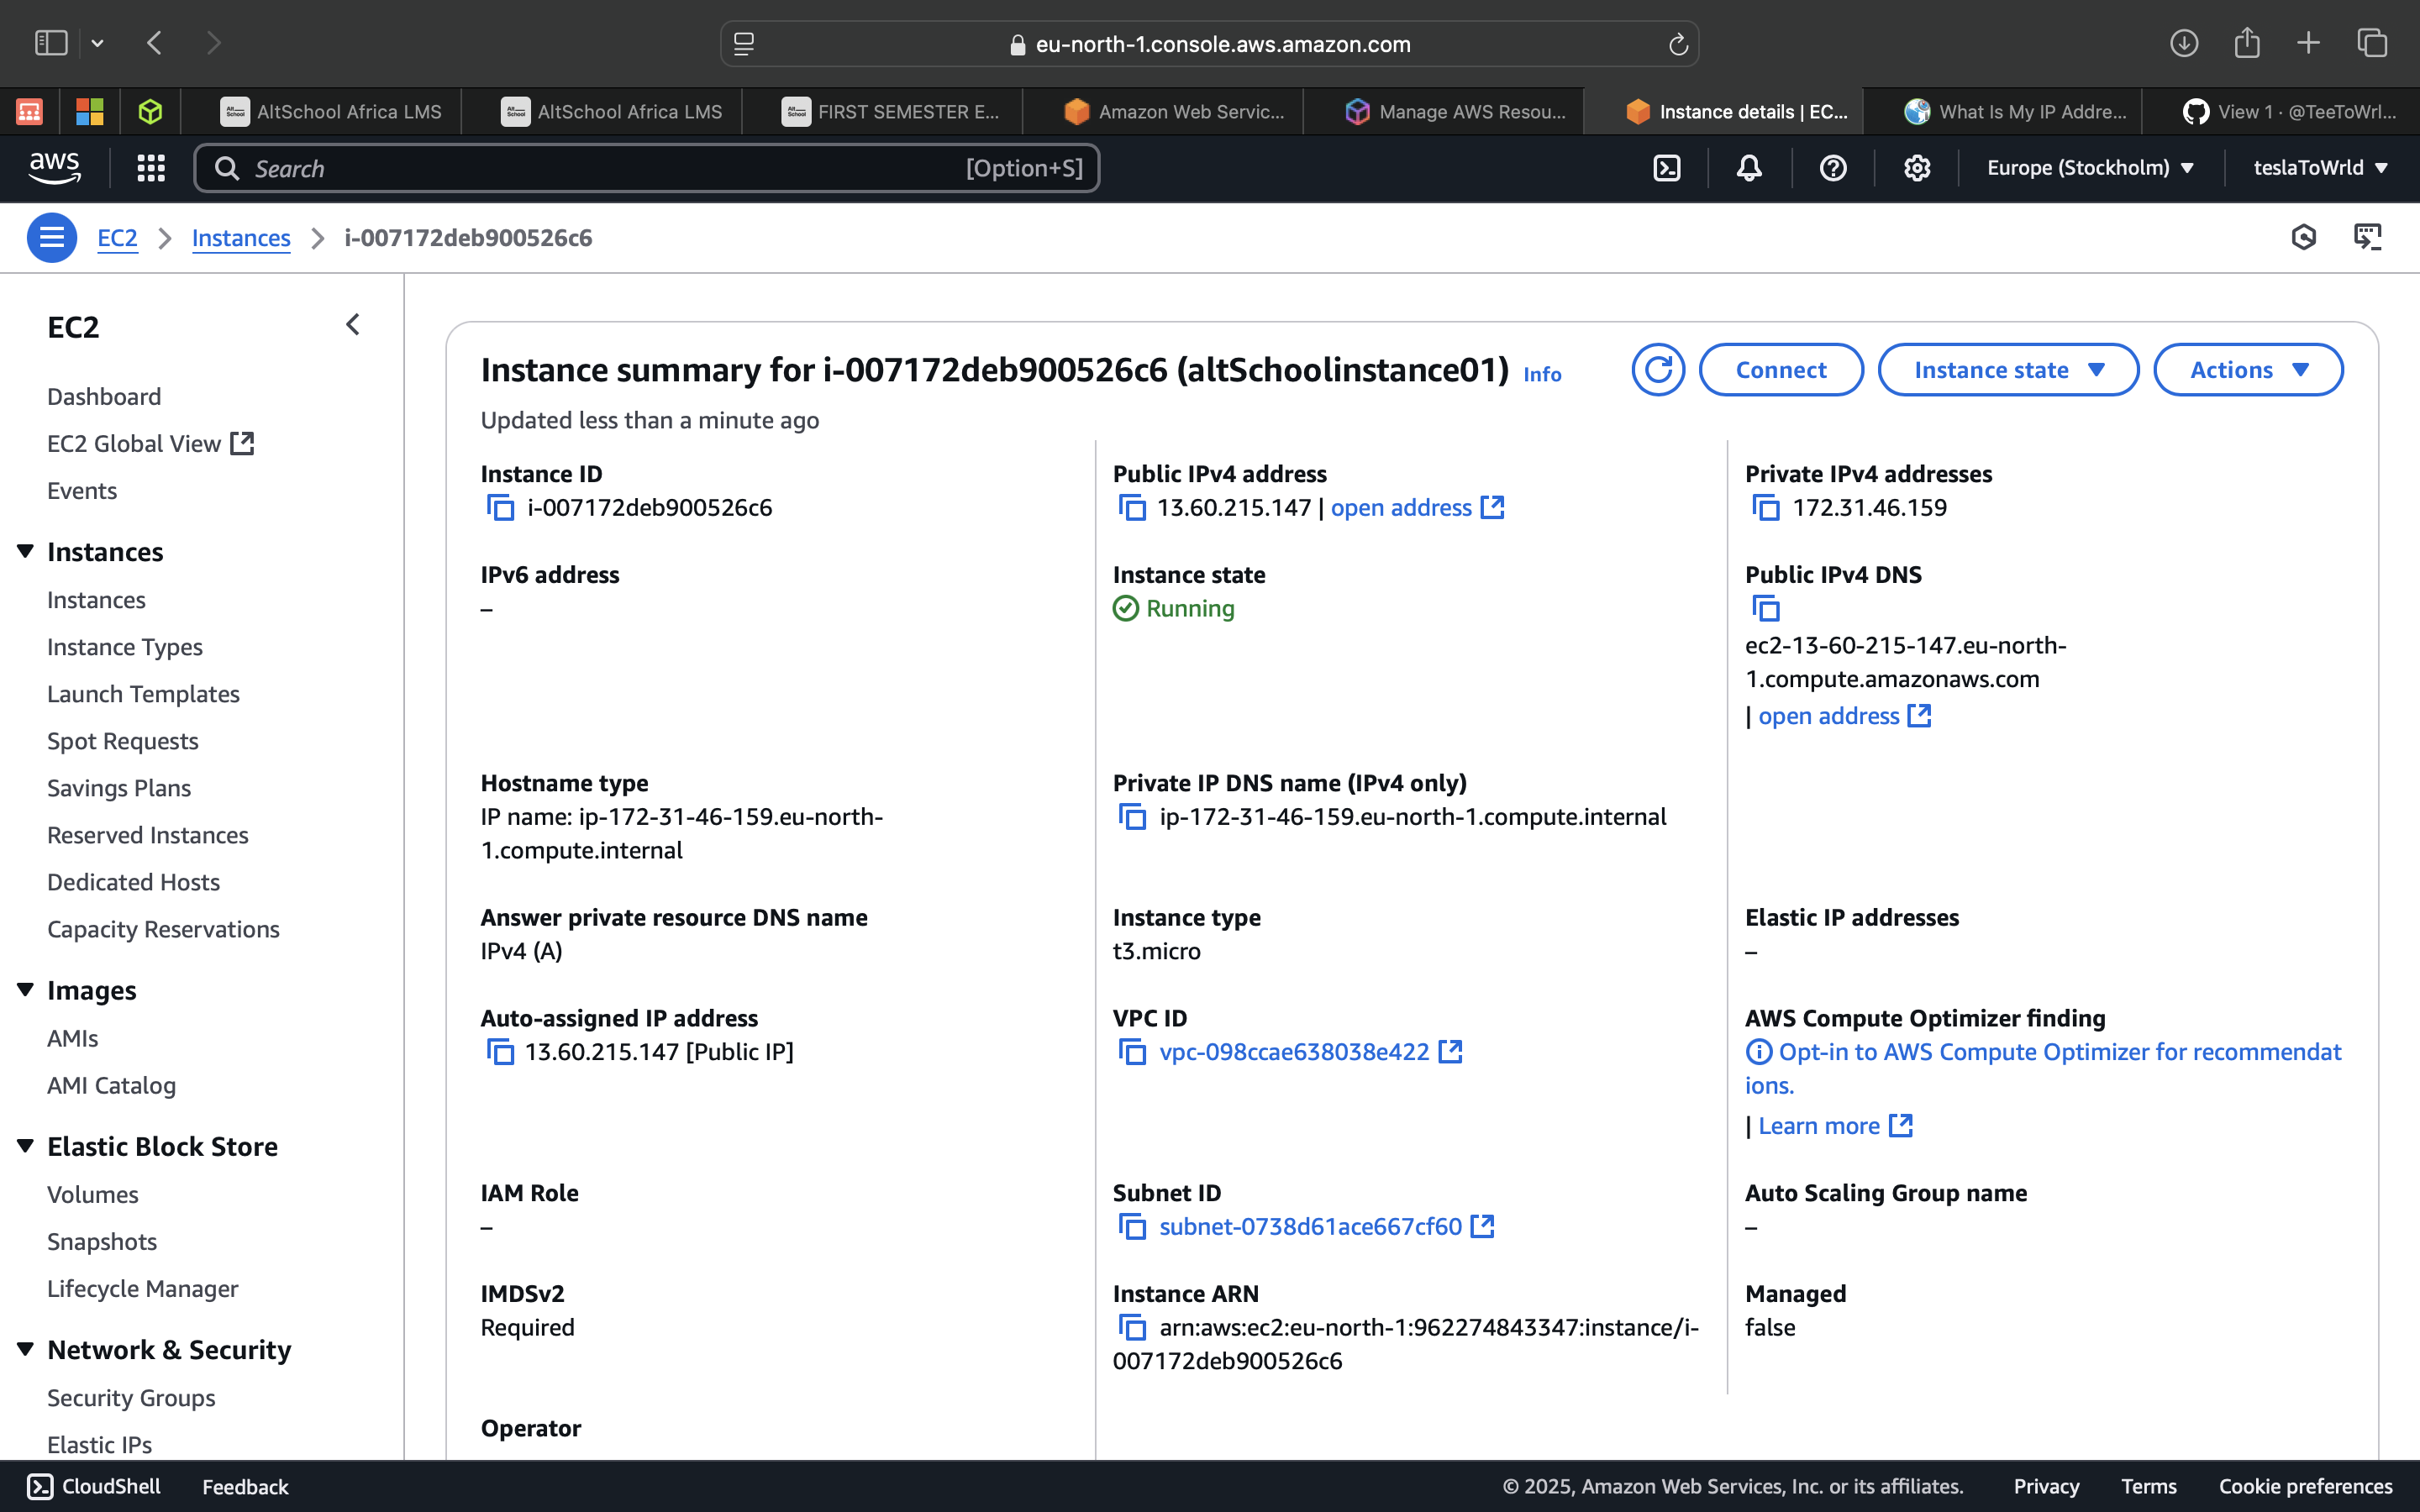 eu-north-1.console.aws.amazon.com
AltSchool Africa LMS
AltSchool Africa LMS
FIRST SEMESTER E...
Amazon Web Servic...
Manage AWS Resou...
Instance details | EC...
What Is My IP Addre...
View 1 · @TeeToWrl...
aws
Search
[Option+S]
Europe (Stockholm)
teslaToWrld
EC2
Instances
i-007172deb900526c6
EC2
Dashboard
EC2 Global View
Events
Instances
Instances
Instance Types
Launch Templates
Spot Requests
Savings Plans
Reserved Instances
Dedicated Hosts
Capacity Reservations
Images
AMIs
AMI Catalog
Elastic Block Store
Volumes
Snapshots
Lifecycle Manager
Network & Security
Security Groups
Elastic IPs
Instance summary for i-007172deb900526c6 (altSchoolinstance01) Info
Connect
Instance state
Actions
Updated less than a minute ago
Instance ID
i-007172deb900526c6
Public IPv4 address
13.60.215.147 | open address
Private IPv4 addresses
172.31.46.159
IPv6 address
–
Instance state
Running
Public IPv4 DNS
ec2-13-60-215-147.eu-north-
1.compute.amazonaws.com
| open address
Hostname type
IP name: ip-172-31-46-159.eu-north-
1.compute.internal
Private IP DNS name (IPv4 only)
ip-172-31-46-159.eu-north-1.compute.internal
Answer private resource DNS name
IPv4 (A)
Instance type
t3.micro
Elastic IP addresses
–
Auto-assigned IP address
13.60.215.147 [Public IP]
VPC ID
vpc-098ccae638038e422
AWS Compute Optimizer finding
Opt-in to AWS Compute Optimizer for recommendat
ions.
| Learn more
IAM Role
–
Subnet ID
subnet-0738d61ace667cf60
Auto Scaling Group name
–
IMDSv2
Required
Instance ARN
arn:aws:ec2:eu-north-1:962274843347:instance/i-
007172deb900526c6
Managed
false
Operator
CloudShell
Feedback
© 2025, Amazon Web Services, Inc. or its affiliates.
Privacy
Terms
Cookie preferences